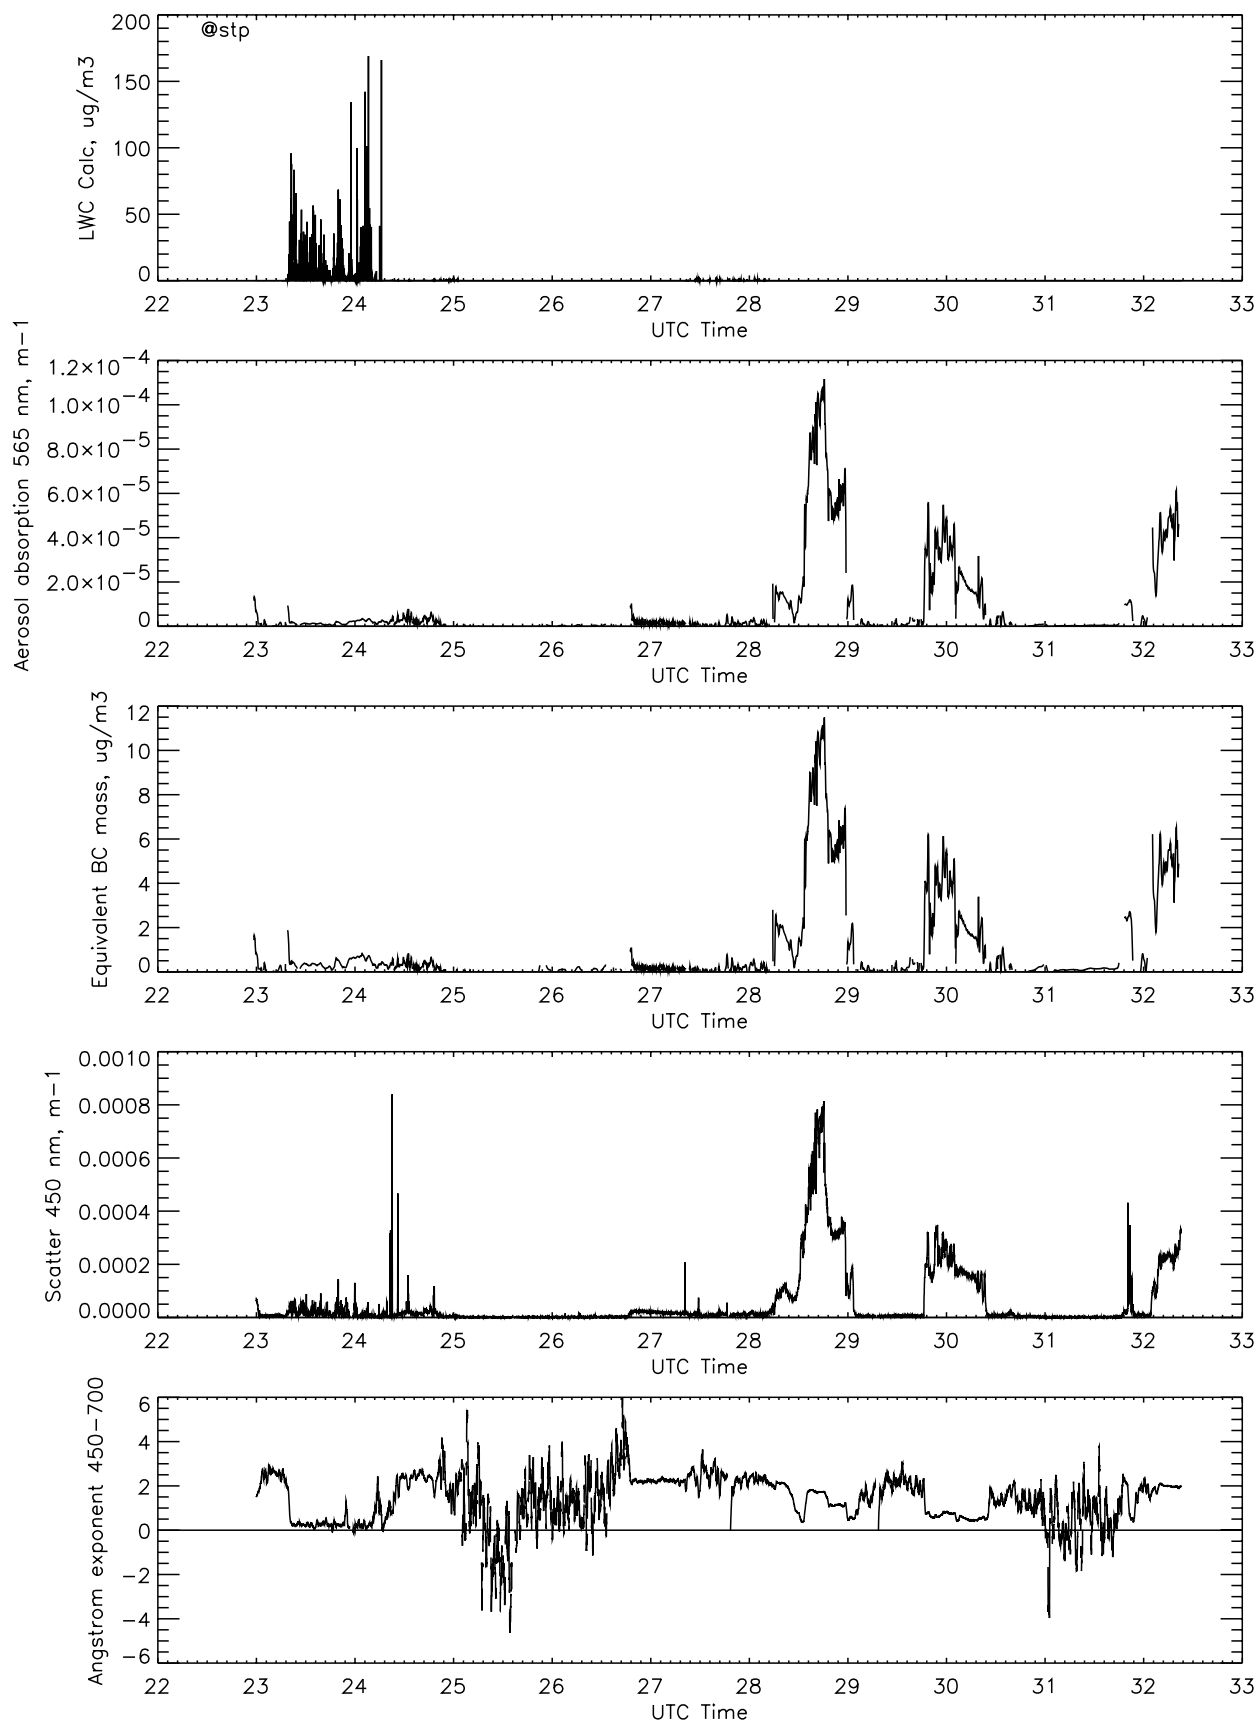 @stp
LWC Calc, ug/m3
200
150
100
50
0
22 23 24 25 26 27 28 29 30 31 32 33
UTC Time
Aerosol absorption 565 nm, m-1
1.2×10-4
1.0×10-4
8.0×10-5
6.0×10-5
4.0×10-5
2.0×10-5
0
22 23 24 25 26 27 28 29 30 31 32 33
UTC Time
Equivalent BC mass, ug/m3
12
10
8
6
4
2
0
22 23 24 25 26 27 28 29 30 31 32 33
UTC Time
Scatter 450 nm, m-1
0.0010
0.0008
0.0006
0.0004
0.0002
0.0000
22 23 24 25 26 27 28 29 30 31 32 33
UTC Time
Angstrom exponent 450-700
6
4
2
0
-2
-4
-6
22 23 24 25 26 27 28 29 30 31 32 33
UTC Time